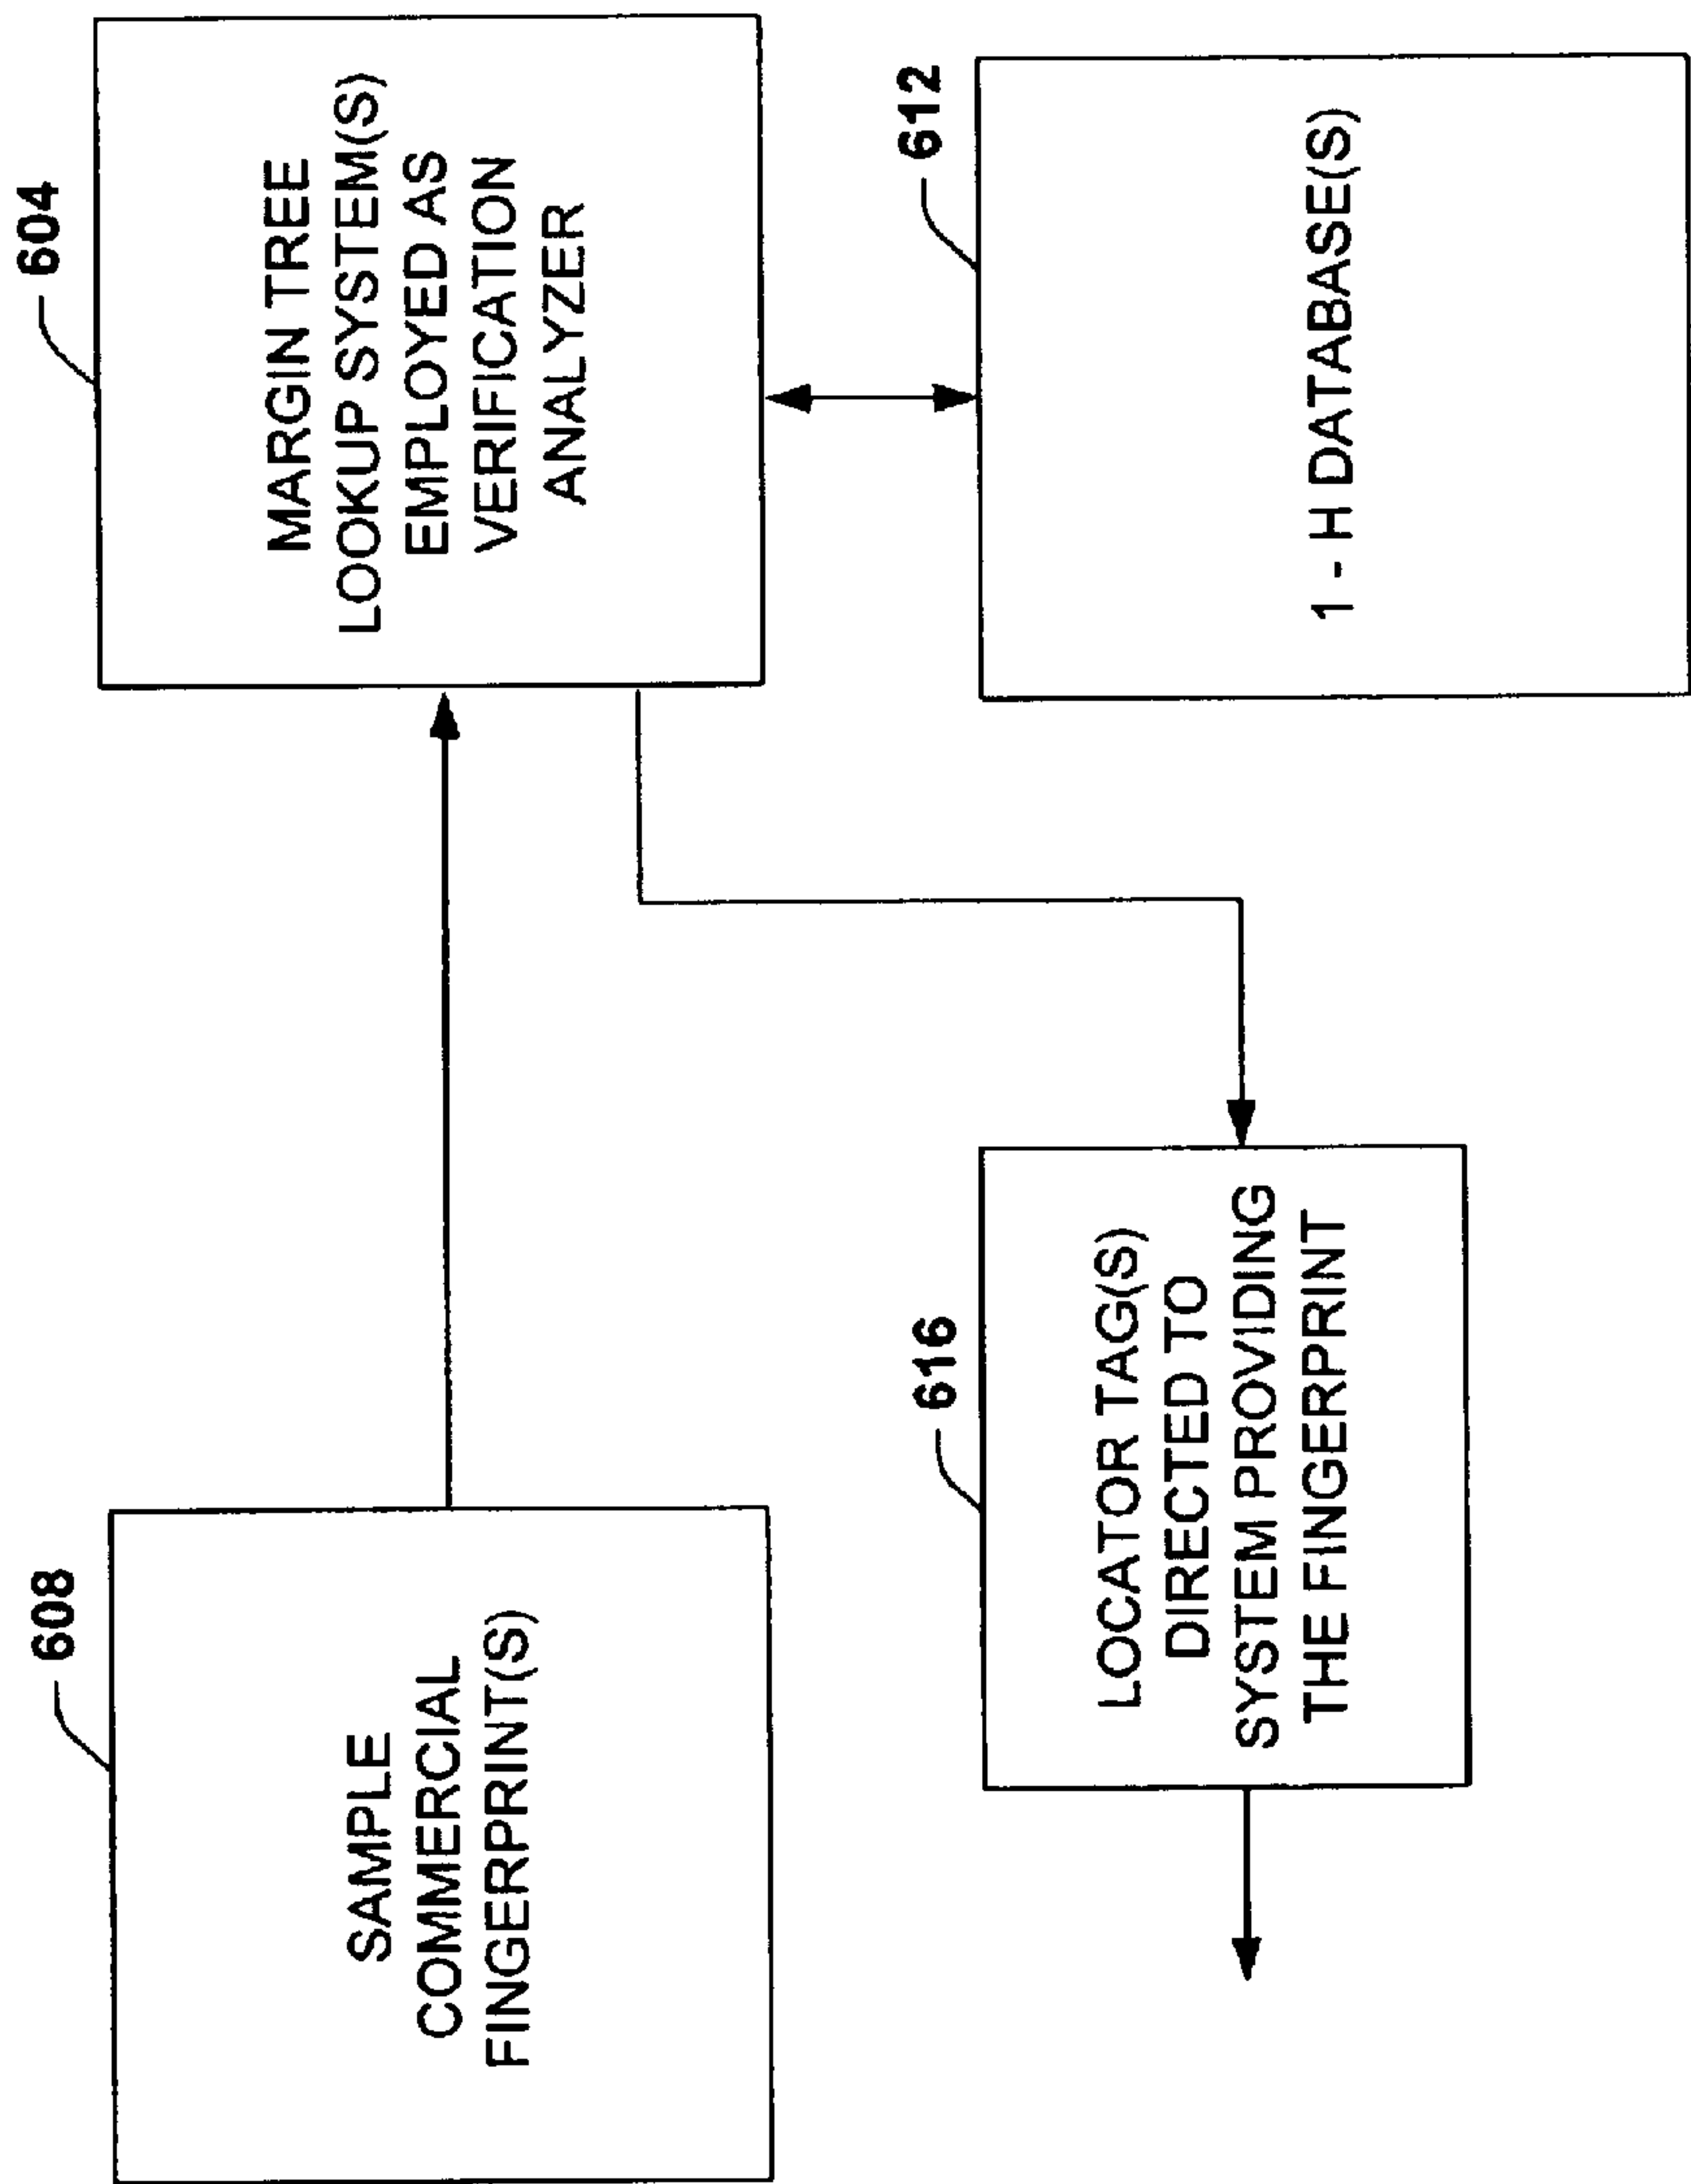 608
SAMPLE
COMMERCIAL
FINGERPRINT(S)
604
MARGIN TREE
LOOKUP SYSTEM(S)
EMPLOYED AS
VERIFICATION
ANALYZER
616
LOCATOR TAG(S)
DIRECTED TO
SYSTEM PROVIDING
THE FINGERPRINT
612
1 - H DATABASE(S)